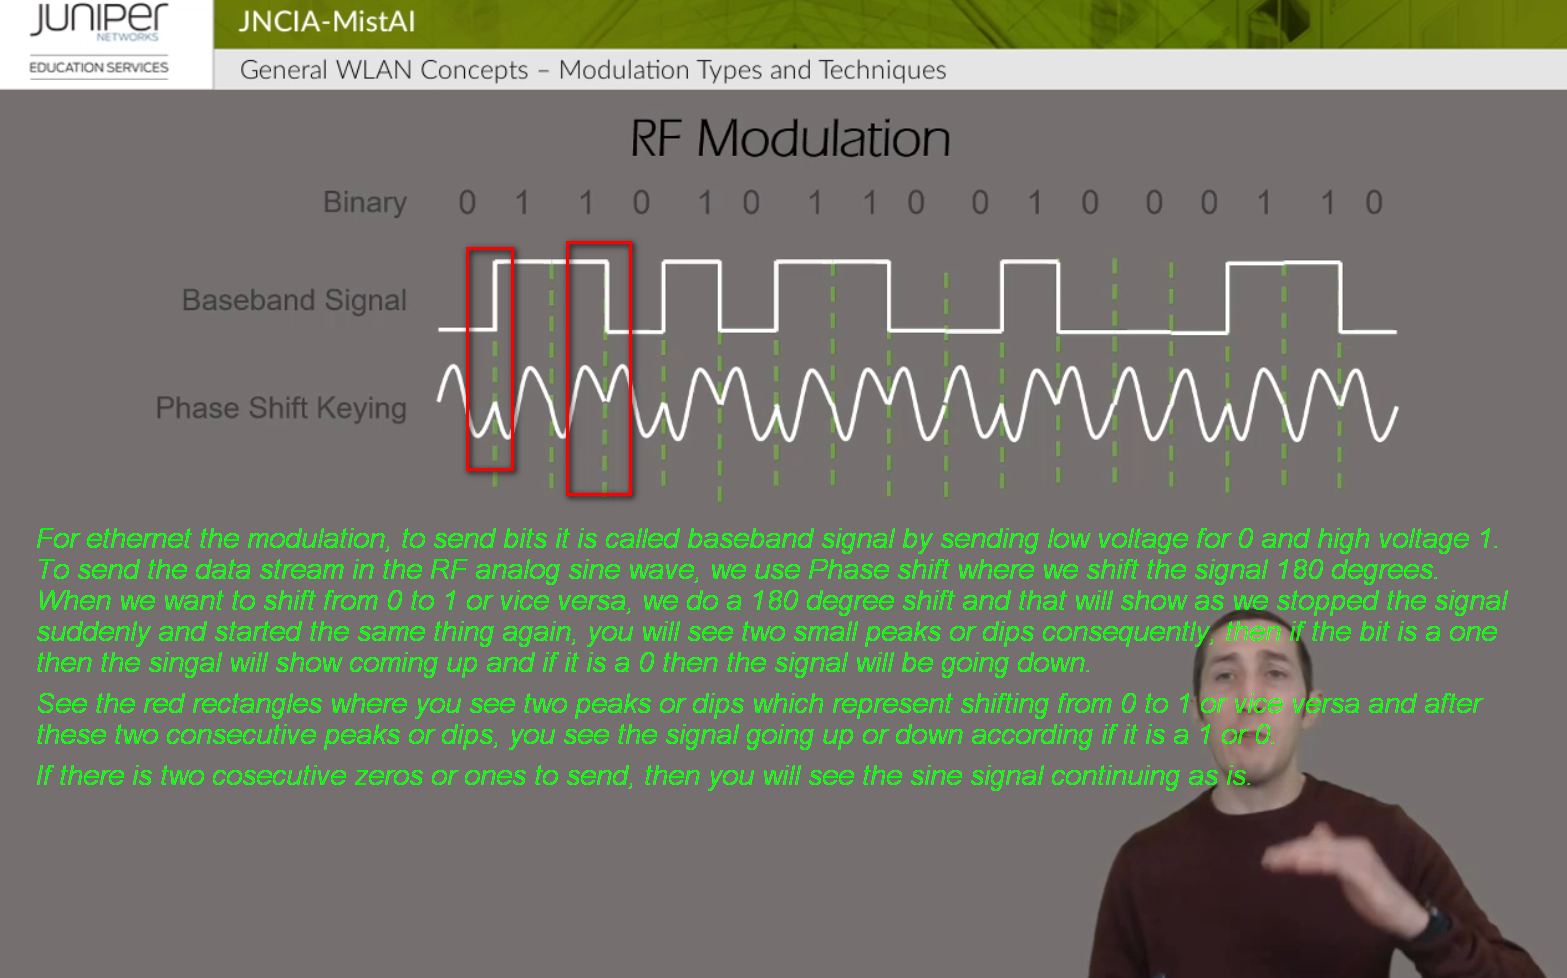 JUNIPER
NETWORKS
EDUCATION SERVICES
JNCIA-MistAI
General WLAN Concepts – Modulation Types and Techniques
RF Modulation
Binary 0 1 1 0 1 0 1 1 0 0 1 0 0 0 1 1 0
Baseband Signal
Phase Shift Keying
For ethernet the modulation, to send bits it is called baseband signal by sending low voltage for 0 and high voltage 1.
To send the data stream in the RF analog sine wave, we use Phase shift where we shift the signal 180 degrees.
When we want to shift from 0 to 1 or vice versa, we do a 180 degree shift and that will show as we stopped the signal
suddenly and started the same thing again, you will see two small peaks or dips consequently, then if the bit is a one
then the singal will show coming up and if it is a 0 then the signal will be going down.
See the red rectangles where you see two peaks or dips which represent shifting from 0 to 1 or vice versa and after
these two consecutive peaks or dips, you see the signal going up or down according if it is a 1 or 0.
If there is two cosecutive zeros or ones to send, then you will see the sine signal continuing as is.